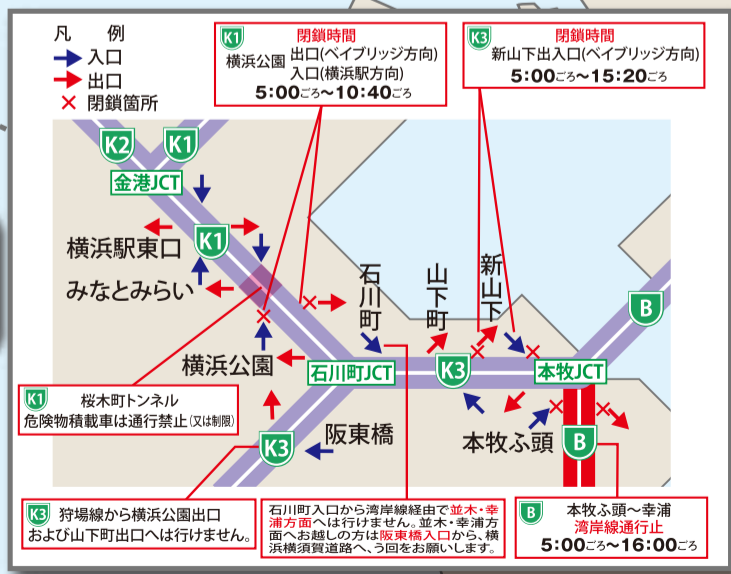 凡 例
入口
出口
閉鎖箇所
K1
閉鎖時間
横浜公園 出口(ベイブリッジ方向)
入口(横浜駅方向)
5:00ごろ〜10:40ごろ
K3
閉鎖時間
新山下出入口(ベイブリッジ方向)
5:00ごろ〜15:20ごろ
K2
K1
金港JCT
横浜駅東口
K1
みなとみらい
石川町
山下町
新山下
B
横浜公園
石川町JCT
K3
本牧JCT
K1
桜木町トンネル
危険物積載車は通行禁止(又は制限)
K3
阪東橋
本牧ふ頭
B
K3
狩場線から横浜公園出口
および山下町出口へは行けません。
石川町入口から湾岸線経由で並木・幸
浦方面へは行けません。並木・幸浦方
面へお越しの方は阪東橋入口から、横
浜横須賀道路へ、う回をお願いします。
B
本牧ふ頭〜幸浦
湾岸線通行止
5:00ごろ〜16:00ごろ